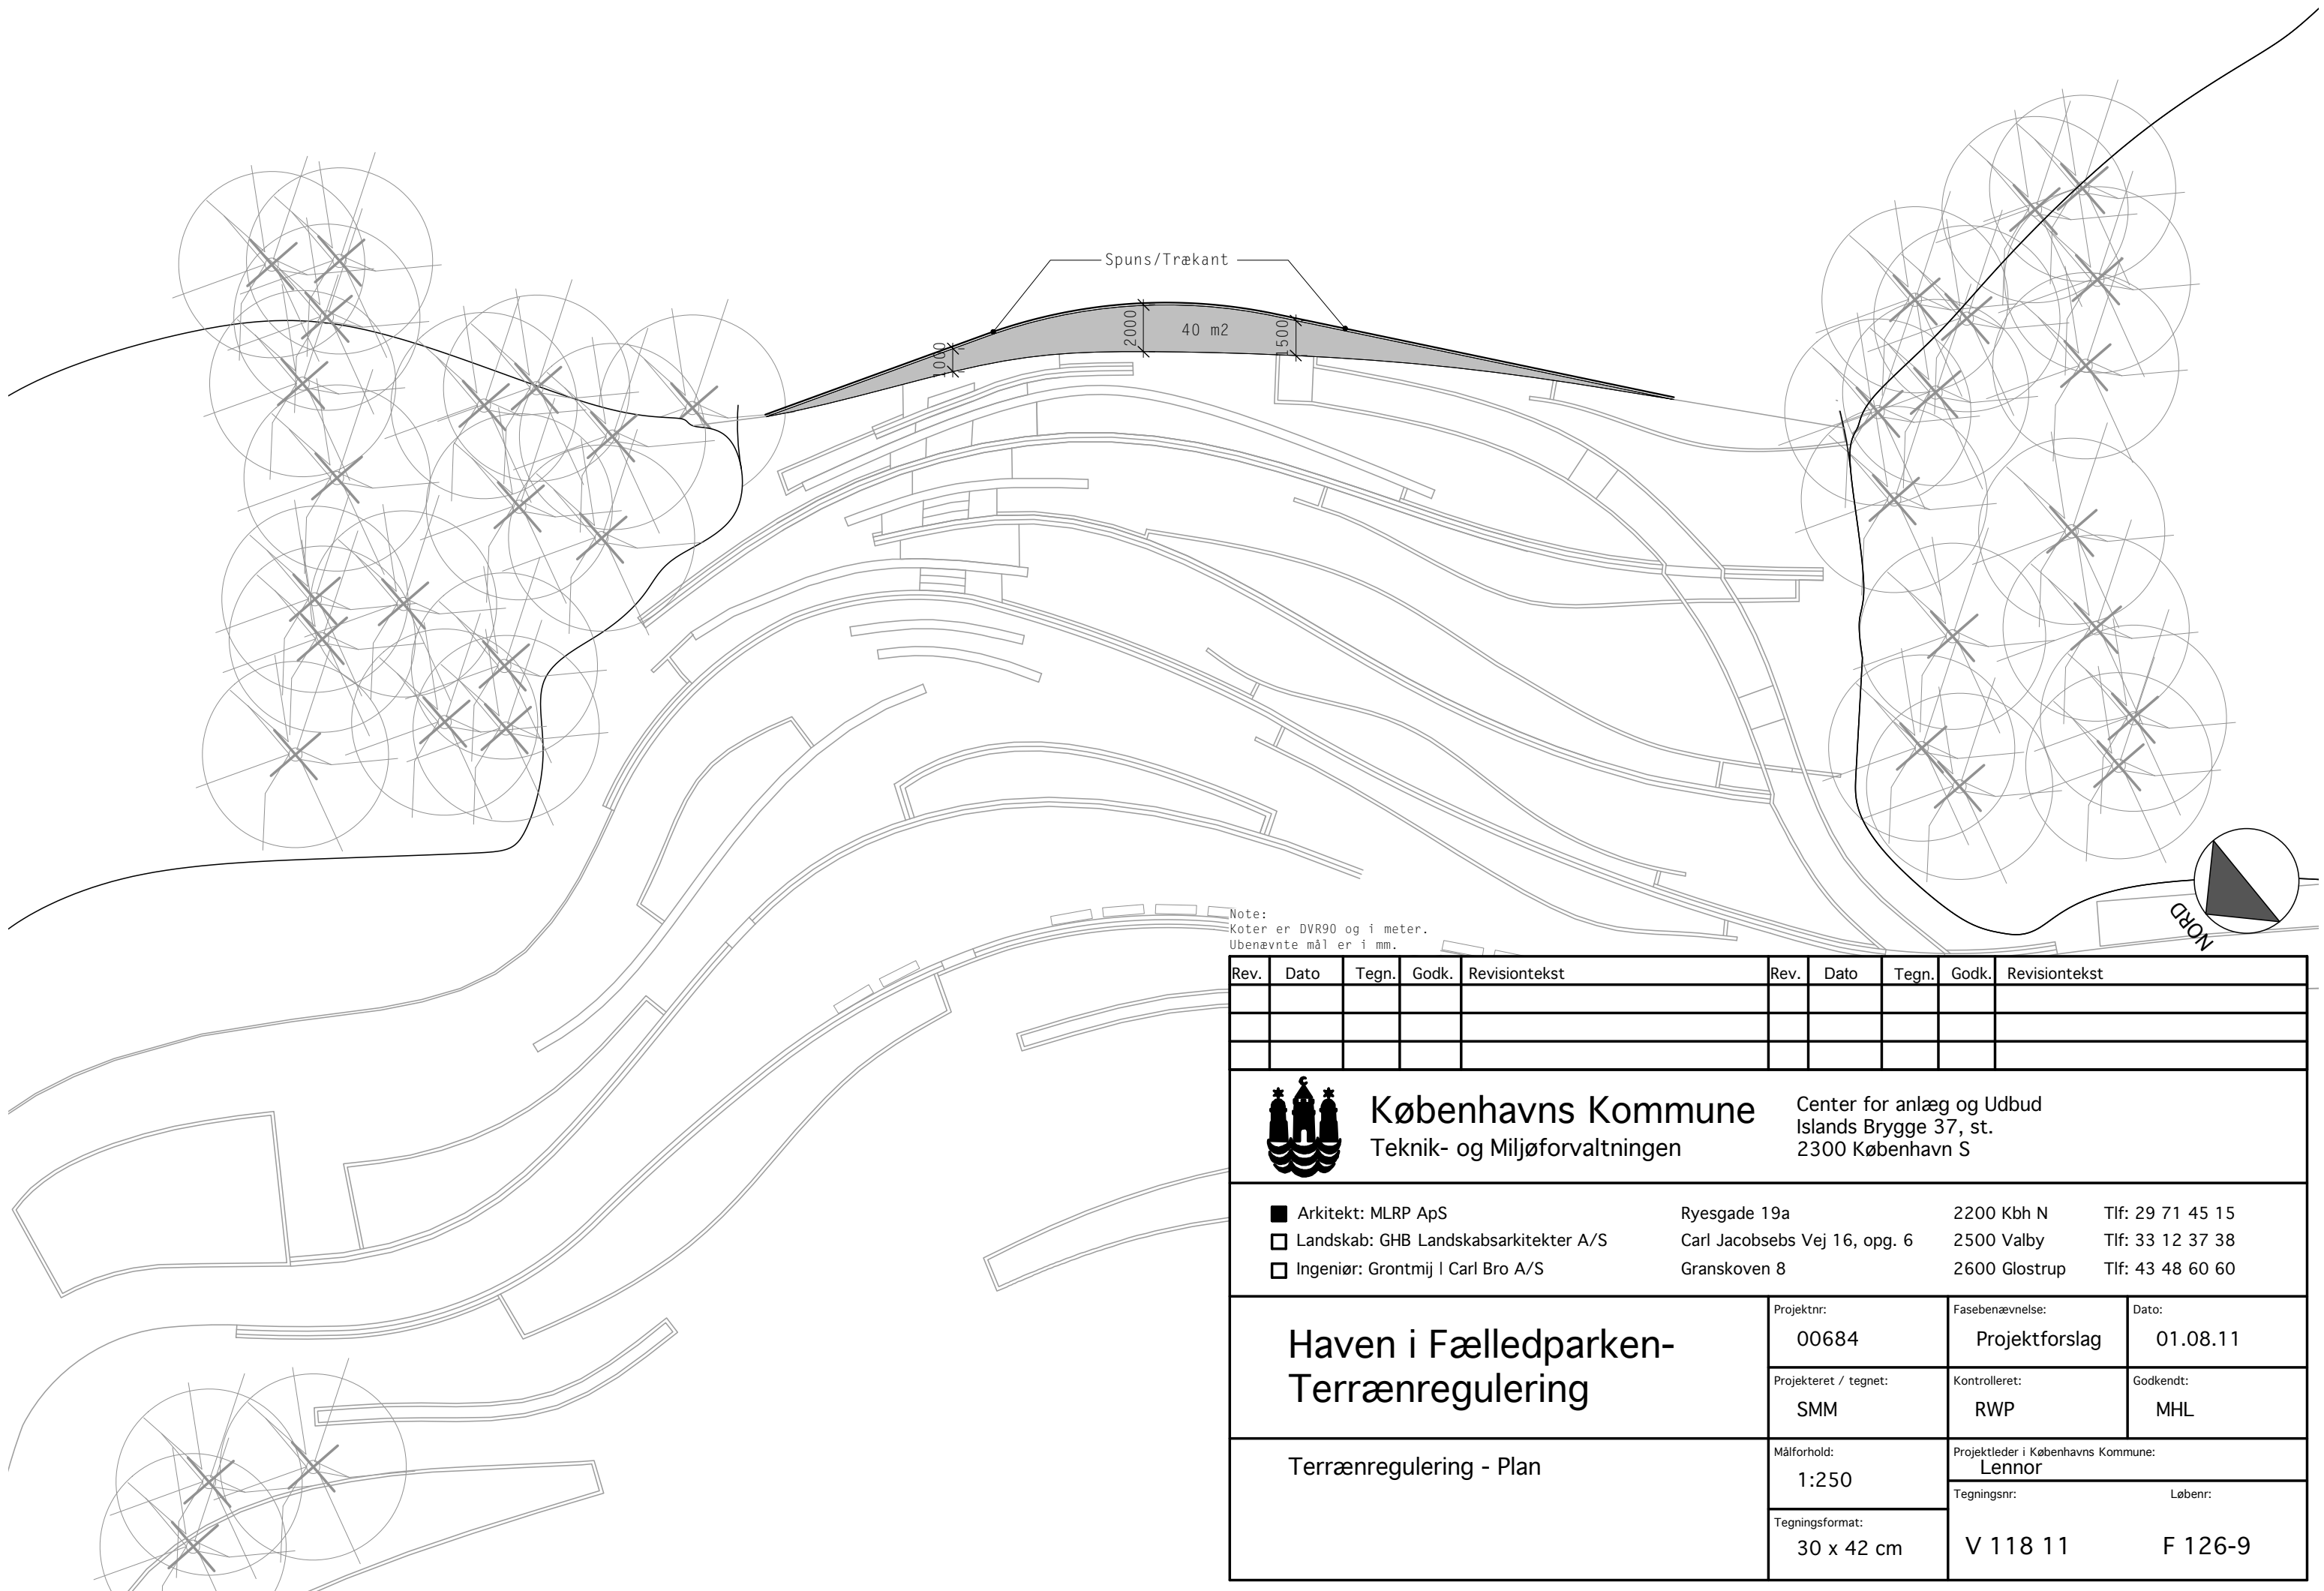 Spuns/Trækant
1000
2000
40 m2
1500
NORD
Note:
Koter er DVR90 og i meter.
Ubenævnte mål er i mm.
Rev. Dato Tegn. Godk. Revisiontekst Rev. Dato Tegn. Godk. Revisiontekst
Københavns Kommune
Teknik- og Miljøforvaltningen
Center for anlæg og Udbud
Islands Brygge 37, st.
2300 København S
Arkitekt: MLRP ApS Ryesgade 19a 2200 Kbh N Tlf: 29 71 45 15
Landskab: GHB Landskabsarkitekter A/S Carl Jacobsebs Vej 16, opg. 6 2500 Valby Tlf: 33 12 37 38
Ingeniør: Grontmij | Carl Bro A/S Granskoven 8 2600 Glostrup Tlf: 43 48 60 60
Haven i Fælledparken-
Terrænregulering
Projektnr: Fasebenævnelse: Dato:
00684 Projektforslag 01.08.11
Projekteret / tegnet: Kontrolleret: Godkendt:
SMM RWP MHL
Terrænregulering - Plan
Målforhold: Projektleder i Københavns Kommune:
1:250 Lennor
Tegningsnr: Løbenr:
Tegningsformat:
30 x 42 cm V 118 11 F 126-9